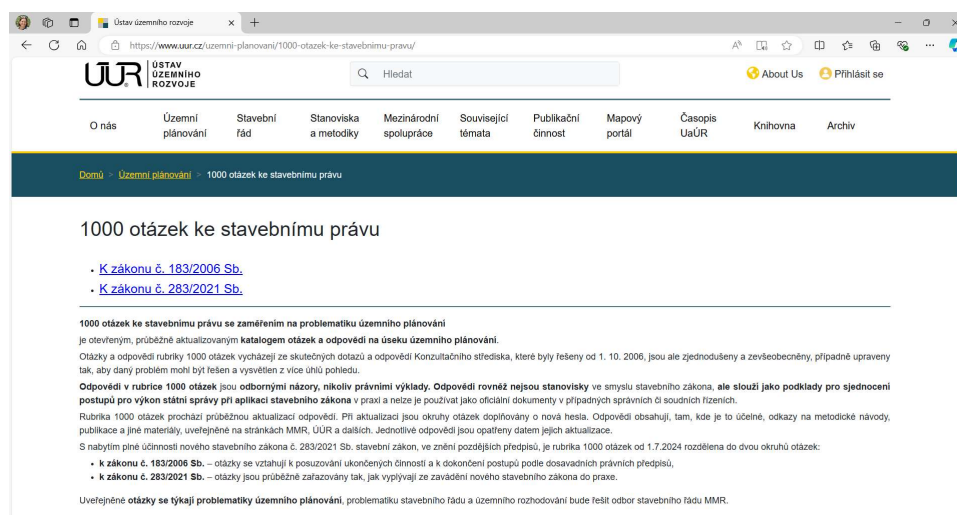 Ústav územního rozvoje
https://www.uur.cz/uzemni-planovani/1000-otazek-ke-stavebnimu-pravu/
ÚÚR ÚSTAV
ÚZEMNÍHO
ROZVOJE
Hledat
About Us
Přihlásit se
O nás
Územní
plánování
Stavební
řád
Stanoviska
a metodiky
Mezinárodní
spolupráce
Související
témata
Publikační
činnost
Mapový
portál
Časopis
UaÚR
Knihovna
Archiv
Domů > Územní plánování > 1000 otázek ke stavebnímu právu
1000 otázek ke stavebnímu právu
• K zákonu č. 183/2006 Sb.
• K zákonu č. 283/2021 Sb.
1000 otázek ke stavebnímu právu se zaměřením na problematiku územního plánování
je otevřeným, průběžně aktualizovaným katalogem otázek a odpovědí na úseku územního plánování.
Otázky a odpovědi rubriky 1000 otázek vycházejí ze skutečných dotazů a odpovědí Konzultačního střediska, které byly řešeny od 1. 10. 2006, jsou ale zjednodušeny a zevšeobecněny, případně upraveny
tak, aby daný problém mohl být řešen a vysvětlen z více úhlů pohledu.
Odpovědi v rubrice 1000 otázek jsou odbornými názory, nikoliv právními výklady. Odpovědi rovněž nejsou stanovisky ve smyslu stavebního zákona, ale slouží jako podklady pro sjednocení
postupů pro výkon státní správy při aplikaci stavebního zákona v praxi a nelze je používat jako oficiální dokumenty v případných správních či soudních řízeních.
Rubrika 1000 otázek prochází průběžnou aktualizací odpovědí. Při aktualizaci jsou okruhy otázek doplňovány o nová hesla. Odpovědi obsahují, tam, kde je to účelné, odkazy na metodické návody,
publikace a jiné materiály, uveřejněné na stránkách MMR, ÚÚR a dalších. Jednotlivé odpovědi jsou opatřeny datem jejich aktualizace.
S nabytím plné účinnosti nového stavebního zákona č. 283/2021 Sb. stavební zákon, ve znění pozdějších předpisů, je rubrika 1000 otázek od 1.7.2024 rozdělena do dvou okruhů otázek:
• k zákonu č. 183/2006 Sb. – otázky se vztahují k posuzování ukončených činností a k dokončení postupů podle dosavadních právních předpisů,
• k zákonu č. 283/2021 Sb. – otázky jsou průběžně zařazovány tak, jak vyplývají ze zavádění nového stavebního zákona do praxe.
Uveřejněné otázky se týkají problematiky územního plánování, problematiku stavebního řádu a územního rozhodování bude řešit odbor stavebního řádu MMR.